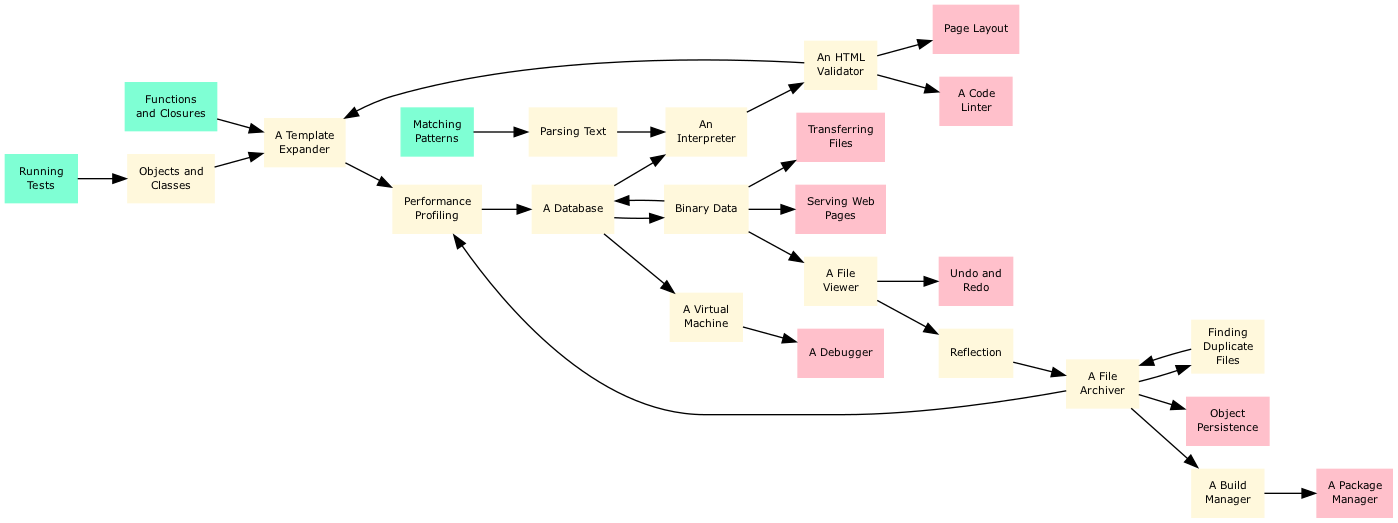 Page Layout
An HTML
Validator
A Code
Linter
Functions
and Closures
A Template
Expander
Matching
Patterns
Parsing Text
An
Interpreter
Transferring
Files
Running
Tests
Objects and
Classes
Performance
Profiling
A Database
Binary Data
Serving Web
Pages
A File
Viewer
Undo and
Redo
A Virtual
Machine
A Debugger
Reflection
Finding
Duplicate
Files
A File
Archiver
Object
Persistence
A Build
Manager
A Package
Manager